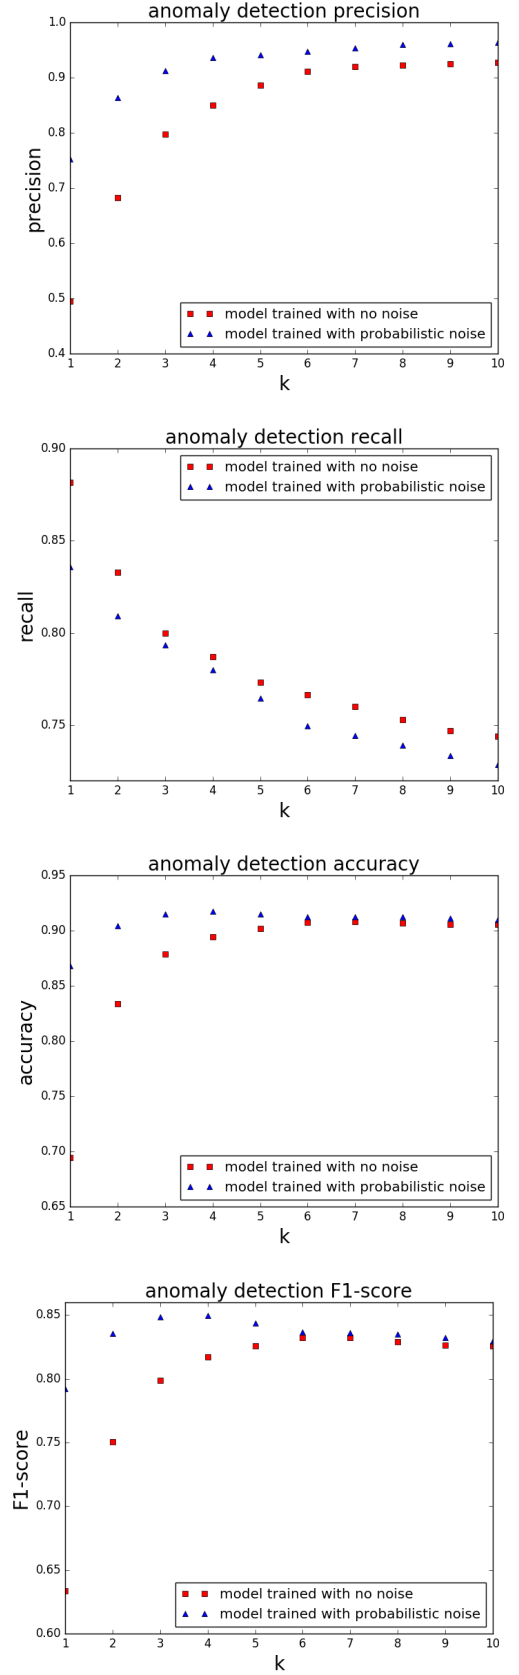 anomaly detection precision
1.0
0.9
0.8
0.7
0.6
0.5
0.4
precision
model trained with no noise
model trained with probabilistic noise
1 2 3 4 5 6 7 8 9 10
k
anomaly detection recall
0.90
0.85
0.80
0.75
recall
model trained with no noise
model trained with probabilistic noise
1 2 3 4 5 6 7 8 9 10
k
anomaly detection accuracy
0.95
0.90
0.85
0.80
0.75
0.70
0.65
accuracy
model trained with no noise
model trained with probabilistic noise
1 2 3 4 5 6 7 8 9 10
k
anomaly detection F1-score
0.85
0.80
0.75
0.70
0.65
0.60
F1-score
model trained with no noise
model trained with probabilistic noise
1 2 3 4 5 6 7 8 9 10
k